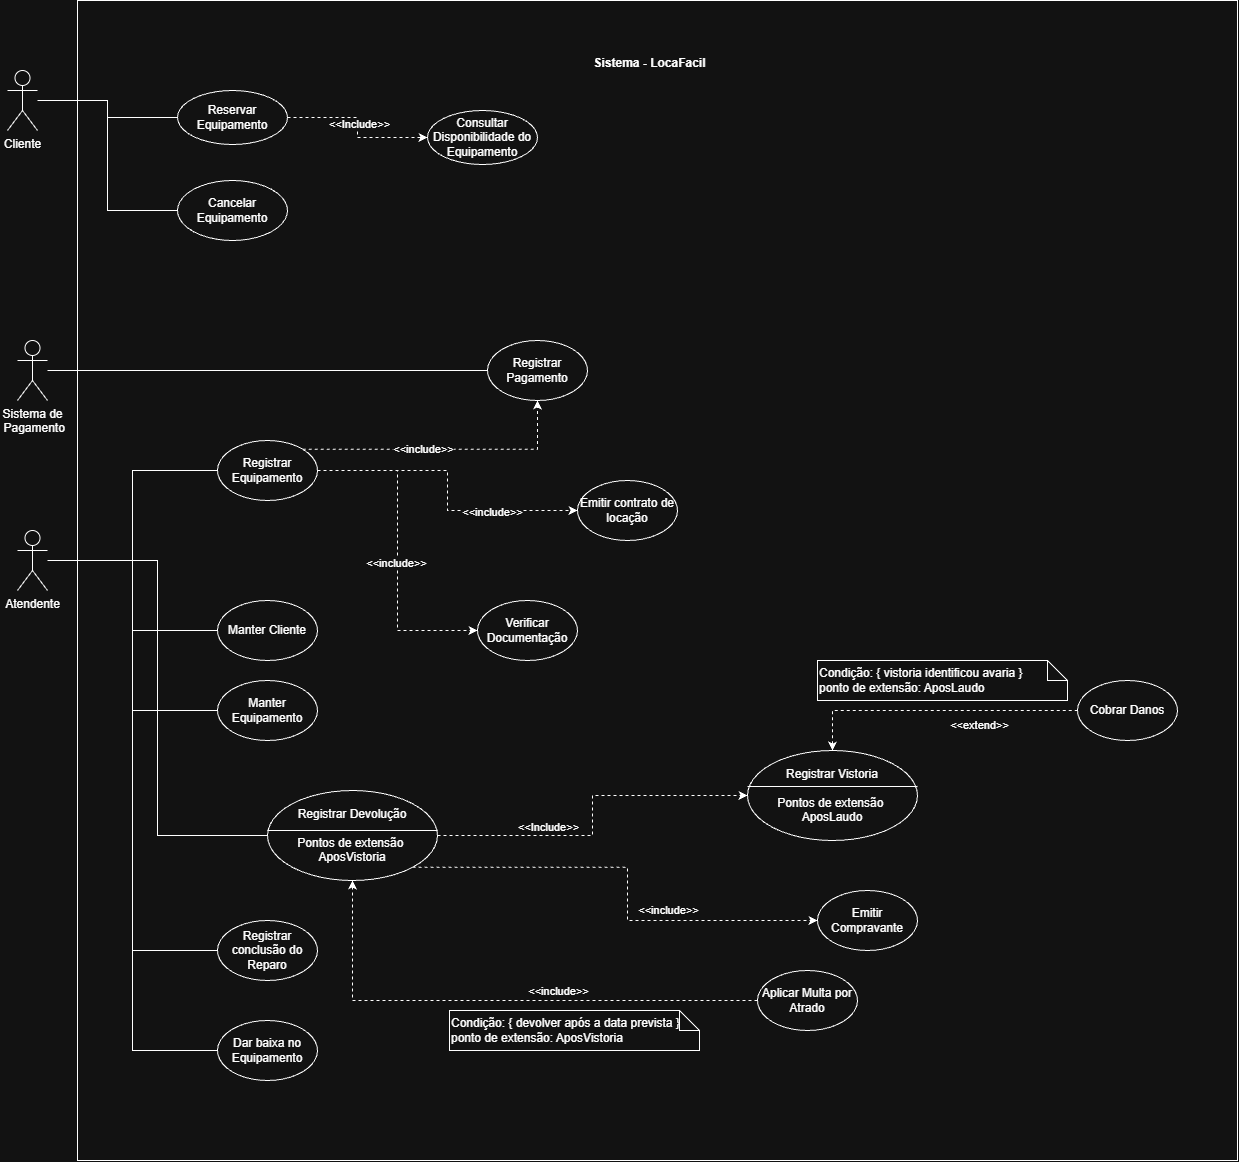 Sistema - LocaFacil
Cliente
Reservar
Equipamento
<<Include>>
Consultar
Disponibilidade do
Equipamento
Cancelar
Equipamento
Sistema de
Pagamento
Registrar
Pagamento
<<include>>
Registrar
Equipamento
<<include>>
Emitir contrato de
locação
<<include>>
Atendente
Manter Cliente
Verificar
Documentação
Manter
Equipamento
Condição: { vistoria identificou avaria }
ponto de extensão: AposLaudo
Cobrar Danos
<<extend>>
Registrar Vistoria
Pontos de extensão
AposLaudo
Registrar Devolução
Pontos de extensão
AposVistoria
<<Include>>
<<include>>
Emitir
Compravante
Registrar
conclusão do
Reparo
<<include>>
Aplicar Multa por
Atrado
Condição: { devolver após a data prevista }
ponto de extensão: AposVistoria
Dar baixa no
Equipamento